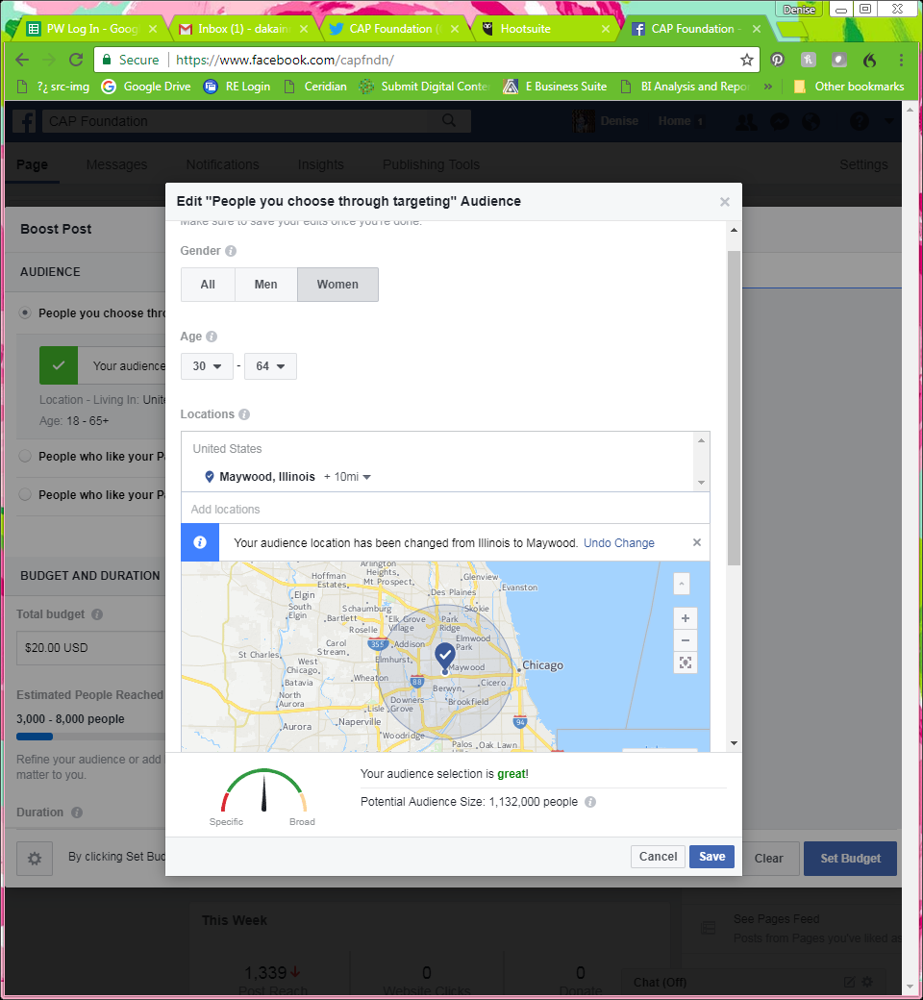 Denise
PW Log In - Goog
Inbox (1) - dakain
CAP Foundation (
Hootsuite
CAP Foundation -
Secure
https://www.facebook.com/capfndn/
?¿ src-img
Google Drive
RE Login
Ceridian
Submit Digital Conte
E Business Suite
BI Analysis and Repo
»
Other bookmarks
CAP Foundation
Denise
Home 1
Page
Messages
Notifications
Insights
Publishing Tools
Settings
Boost Post
AUDIENCE
People you choose thro
Your audience
Location - Living In: Unite
Age: 18 - 65+
People who like your P
People who like your P
BUDGET AND DURATION
Total budget
$20.00 USD
Estimated People Reached
3,000 - 8,000 people
Refine your audience or add
matter to you.
Duration
By clicking Set Bud
Clear
Set Budget
Edit "People you choose through targeting" Audience
Make sure to save your edits once you're done.
Gender
All
Men
Women
Age
30
-
64
Locations
United States
Maywood, Illinois + 10mi
Add locations
Your audience location has been changed from Illinois to Maywood. Undo Change
Arlington
Heights
Hoffman
Estates
Mt Prospect
Glenview
Evanston
Elgin
Des Plaines
South
Elgin
Schaumburg
Skokie
Bartlett
Elk Grove
Village
Park
Ridge
Roselle
Carol
Stream
355
Addison
Elmwood
Park
St Charles
West
Chicago
Elmhurst
Maywood
Chicago
Batavia
Wheaton
88
Cicero
Berwyn
North
Aurora
Downers
Brookfield
Lisle
Grove
Aurora
Naperville
94
Woodridge
Palos
Oak Lawn
+
−
Your audience selection is great!
Potential Audience Size: 1,132,000 people
Specific
Broad
Cancel
Save
This Week
1,339
Post Reach
0
Website Clicks
0
Donate
See Pages Feed
Posts from Pages you've liked as
Chat (Off)